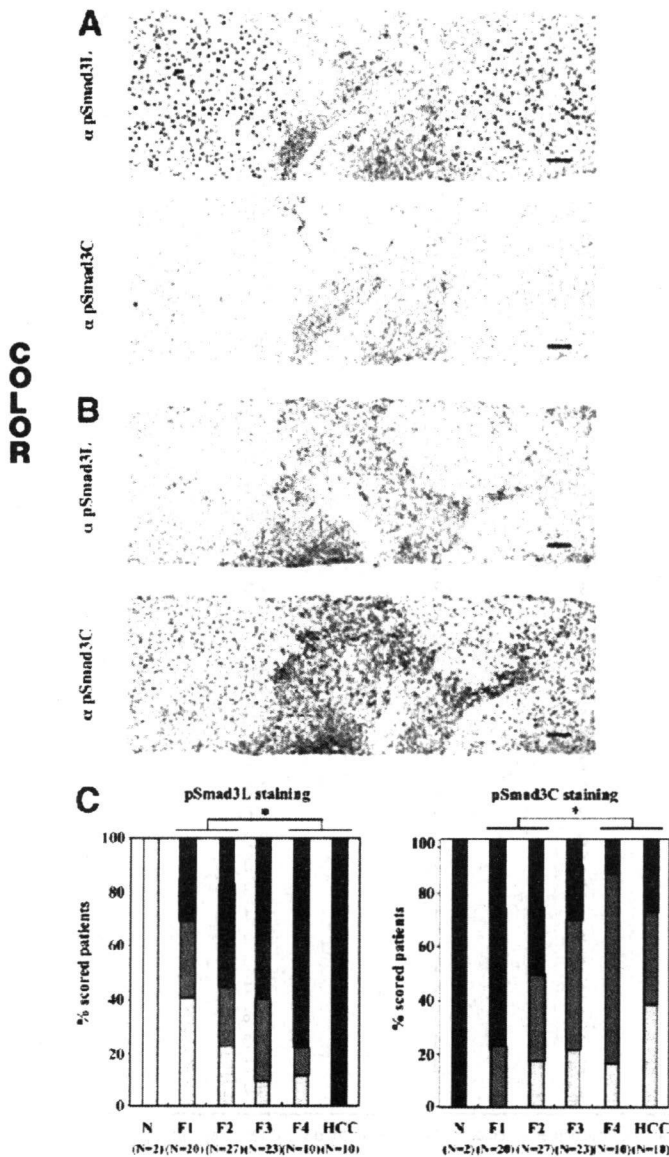 A
α pSmad3L
α pSmad3C
COLOR
B
α pSmad3L
α pSmad3C
C
pSmad3L staining
*
% scored patients
100
80
60
40
20
0
N F1 F2 F3 F4 HCC
(N=2) (N=20) (N=27) (N=23) (N=10) (N=10)
pSmad3C staining
*
% scored patients
100
80
60
40
20
0
N F1 F2 F3 F4 HCC
(N=2) (N=20) (N=27) (N=23) (N=10) (N=10)